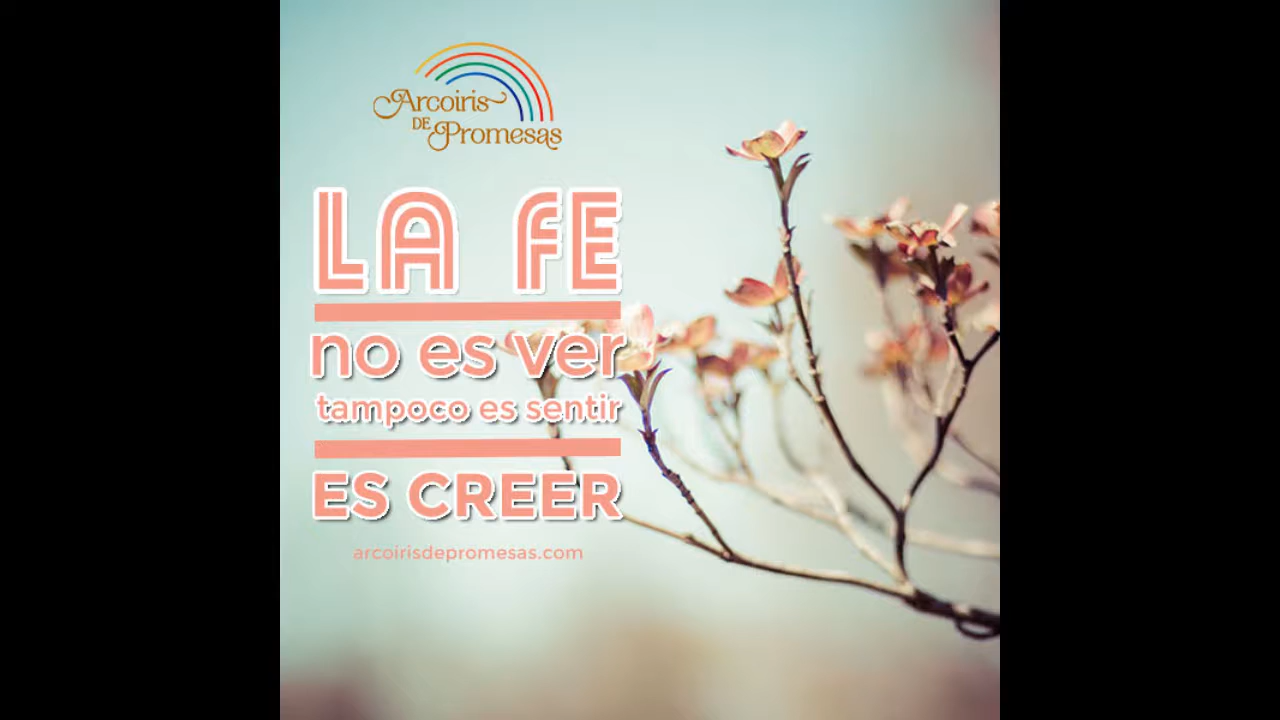 Arcoiris
DE
Promesas
LA FE
no es ver
tampoco es sentir
ES CREER
arcoirisdepromesas.com